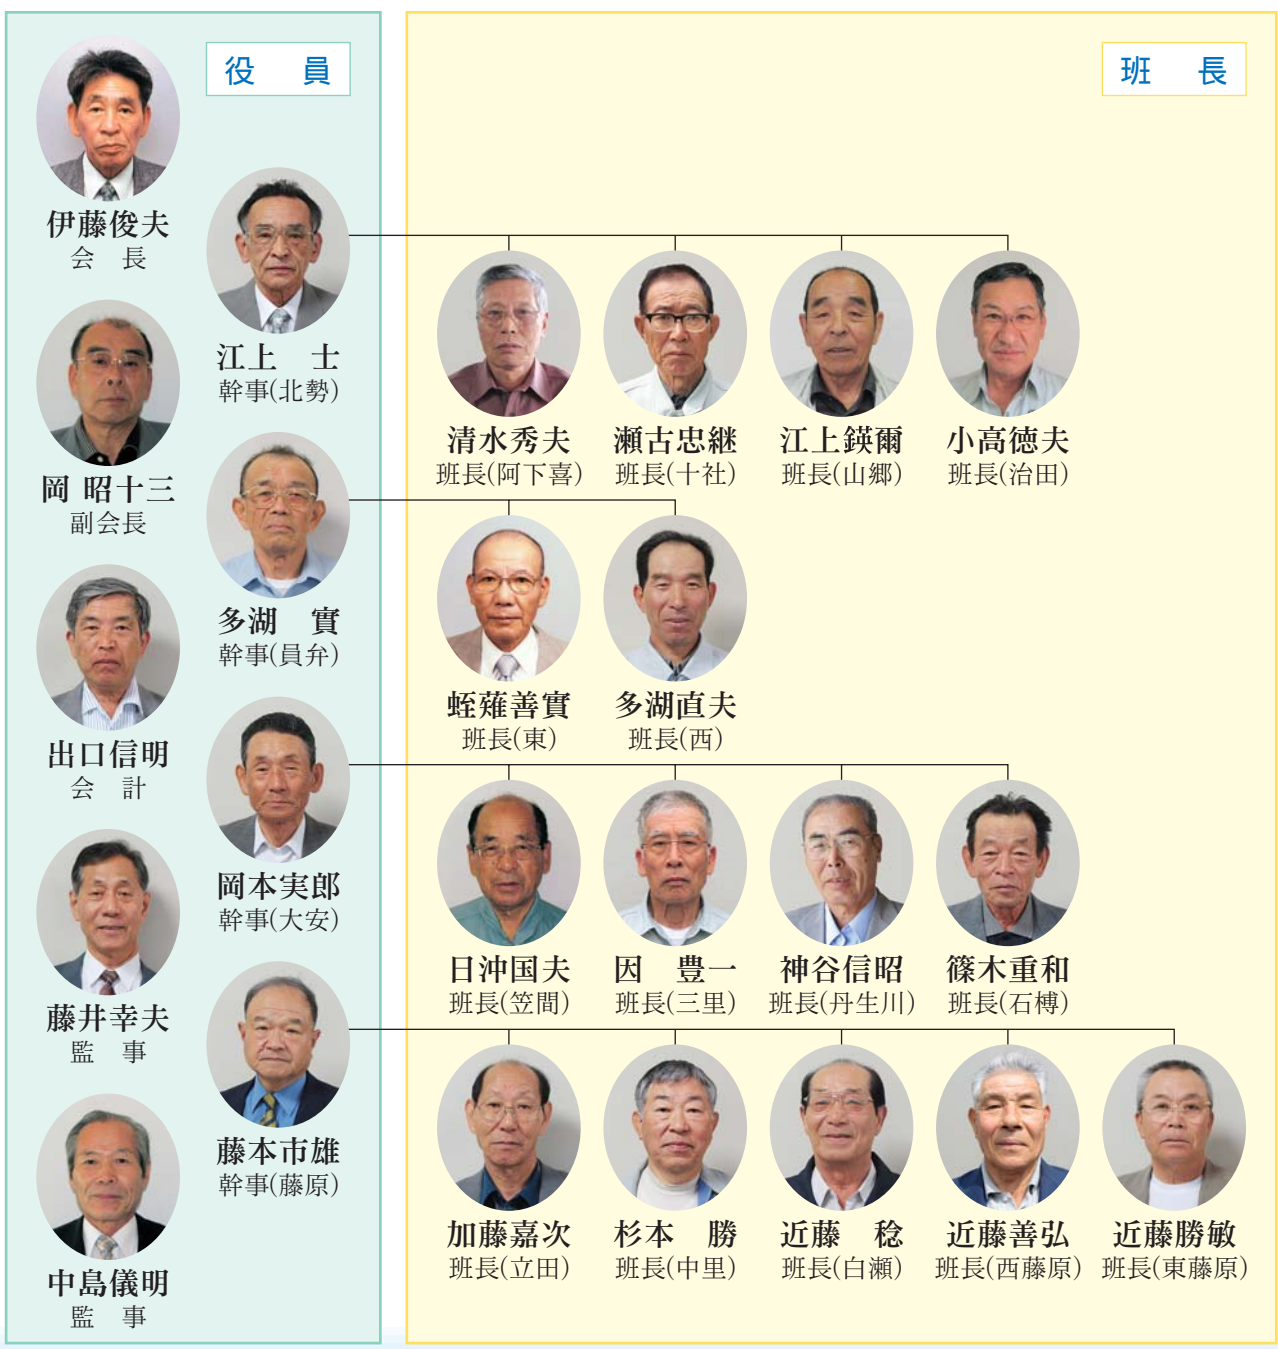 役　員
伊藤俊夫
会　長
岡 昭十三
副会長
出口信明
会　計
藤井幸夫
監　事
中島儀明
監　事
江上　士
幹事(北勢)
多湖　實
幹事(員弁)
岡本実郎
幹事(大安)
藤本市雄
幹事(藤原)
班　長
清水秀夫
班長(阿下喜)
瀬古忠継
班長(十社)
江上鍈爾
班長(山郷)
小高徳夫
班長(治田)
蛭薙善實
班長(東)
多湖直夫
班長(西)
日沖国夫
班長(笠間)
因　豊一
班長(三里)
神谷信昭
班長(丹生川)
篠木重和
班長(石榑)
加藤嘉次
班長(立田)
杉本　勝
班長(中里)
近藤　稔
班長(白瀬)
近藤善弘
班長(西藤原)
近藤勝敏
班長(東藤原)